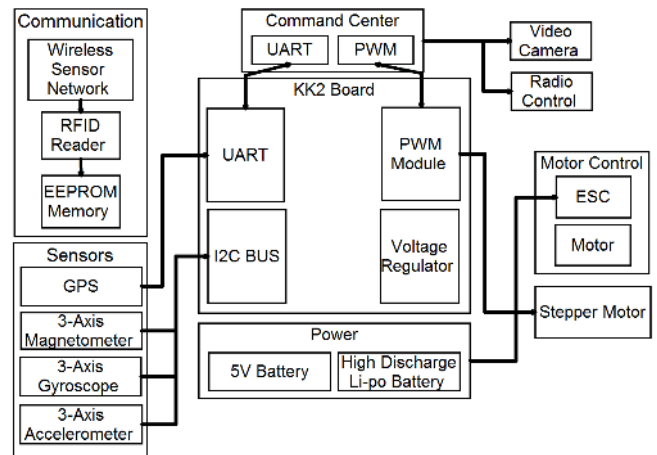 Communication
Wireless
Sensor
Network
RFID
Reader
EEPROM
Memory
Sensors
GPS
3-Axis
Magnetometer
3-Axis
Gyroscope
3-Axis
Accelerometer
Command Center
UART
PWM
KK2 Board
UART
PWM
Module
I2C BUS
Voltage
Regulator
Power
5V Battery
High Discharge
Li-po Battery
Video
Camera
Radio
Control
Motor Control
ESC
Motor
Stepper Motor